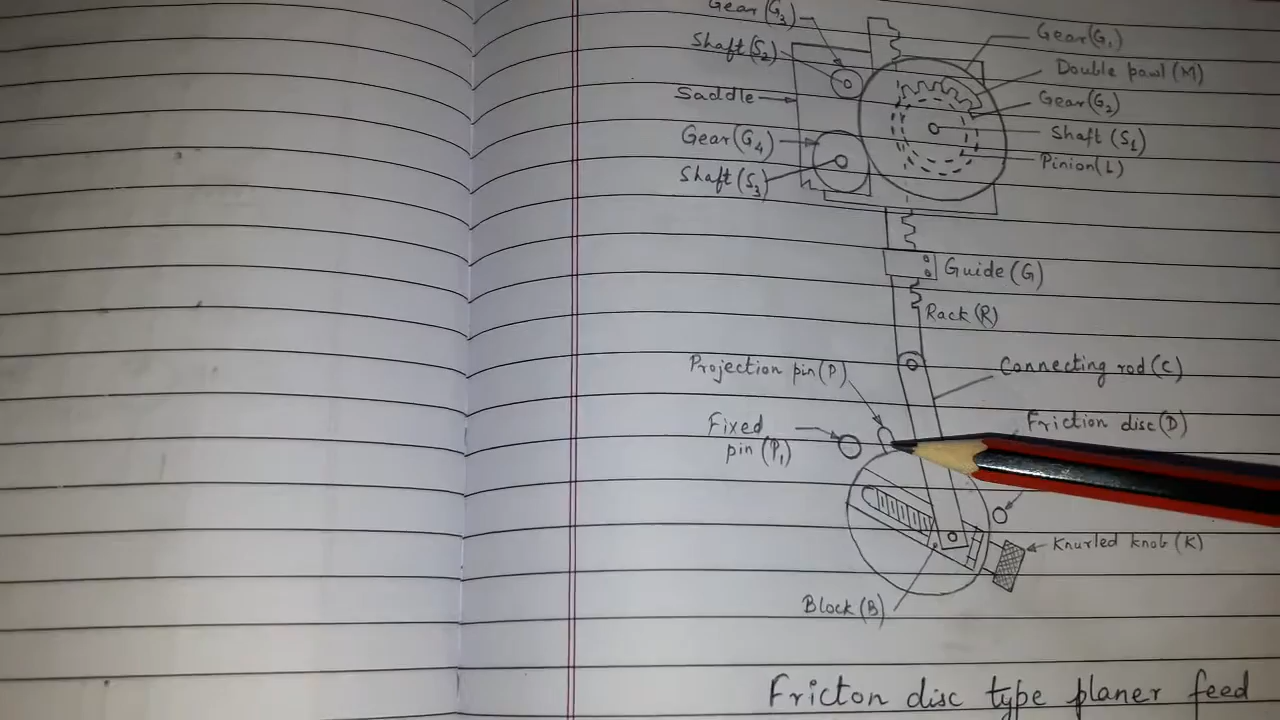 Gear(G3)
Shaft(S2)
Saddle
Gear(G4)
Shaft(S3)
Gear(G1)
Double pawl(M)
Gear(G2)
Shaft(S1)
Pinion(L)
Guide(G)
Rack(R)
Projection pin(P)
Connecting rod(C)
Fixed
pin(P1)
Friction disc(D)
Knurled knob(K)
Block(B)
Fricton disc type planer feed